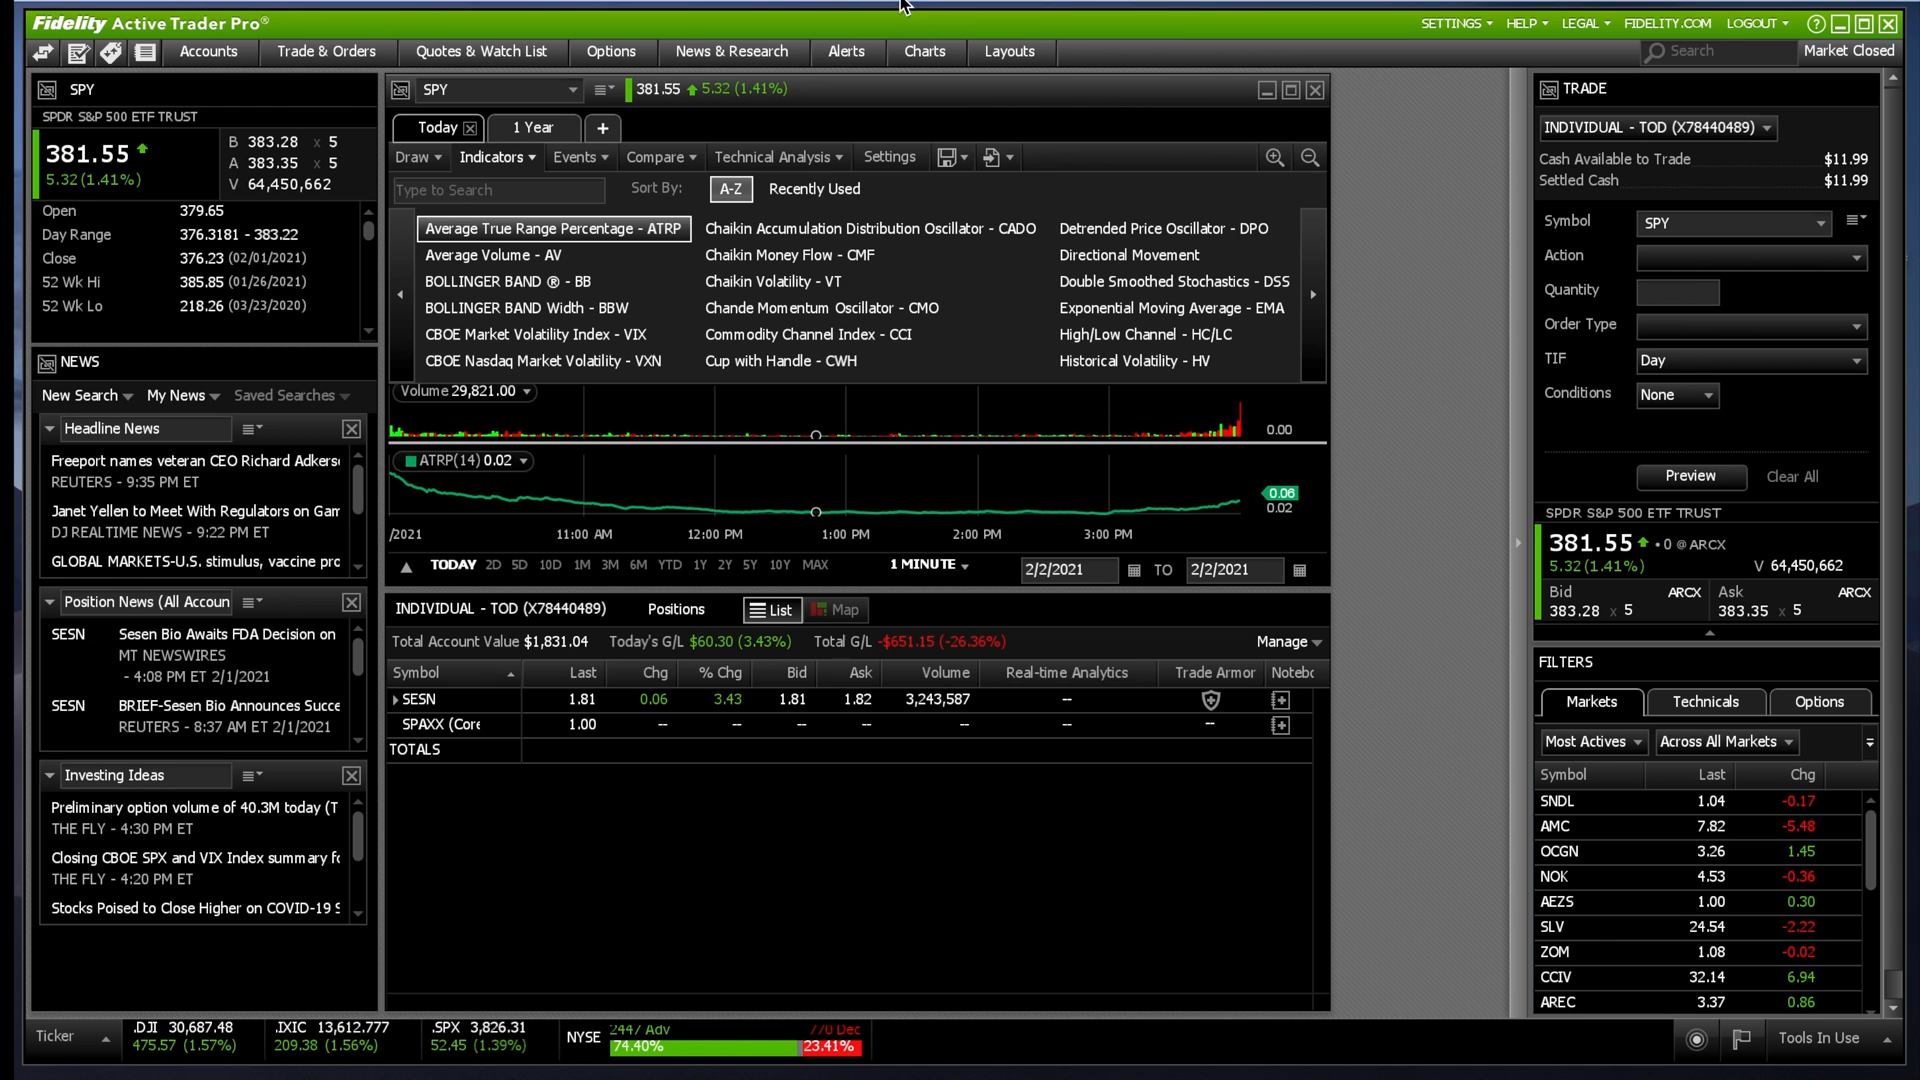 Fidelity Active Trader Pro®
SETTINGS HELP LEGAL FIDELITY.COM LOGOUT ?
Accounts Trade & Orders Quotes & Watch List Options News & Research Alerts Charts Layouts
Search Market Closed
SPY
SPDR S&P 500 ETF TRUST
381.55
5.32 (1.41%)
B 383.28 x 5
A 383.35 x 5
V 64,450,662
Open 379.65
Day Range 376.3181 - 383.22
Close 376.23 (02/01/2021)
52 Wk Hi 385.85 (01/26/2021)
52 Wk Lo 218.26 (03/23/2020)
NEWS
New Search My News Saved Searches
Headline News
Freeport names veteran CEO Richard Adkers
REUTERS - 9:35 PM ET
Janet Yellen to Meet With Regulators on Gam
DJ REALTIME NEWS - 9:22 PM ET
GLOBAL MARKETS-U.S. stimulus, vaccine pro
Position News (All Accoun
SESN Sesen Bio Awaits FDA Decision on
MT NEWSWIRES
- 4:08 PM ET 2/1/2021
SESN BRIEF-Sesen Bio Announces Succe
REUTERS - 8:37 AM ET 2/1/2021
Investing Ideas
Preliminary option volume of 40.3M today (T
THE FLY - 4:30 PM ET
Closing CBOE SPX and VIX Index summary fo
THE FLY - 4:20 PM ET
Stocks Poised to Close Higher on COVID-19 S
SPY 381.55 5.32 (1.41%)
Today 1 Year +
Draw Indicators Events Compare Technical Analysis Settings
Type to Search Sort By: A-Z Recently Used
Average True Range Percentage - ATRP Chaikin Accumulation Distribution Oscillator - CADO Detrended Price Oscillator - DPO
Average Volume - AV Chaikin Money Flow - CMF Directional Movement
BOLLINGER BAND ® - BB Chaikin Volatility - VT Double Smoothed Stochastics - DSS
BOLLINGER BAND Width - BBW Chande Momentum Oscillator - CMO Exponential Moving Average - EMA
CBOE Market Volatility Index - VIX Commodity Channel Index - CCI High/Low Channel - HC/LC
CBOE Nasdaq Market Volatility - VXN Cup with Handle - CWH Historical Volatility - HV
Volume 29,821.00
0.00
ATRP(14) 0.02
0.06
0.02
/2021 11:00 AM 12:00 PM 1:00 PM 2:00 PM 3:00 PM
TODAY 2D 5D 10D 1M 3M 6M YTD 1Y 2Y 5Y 10Y MAX 1 MINUTE 2/2/2021 TO 2/2/2021
INDIVIDUAL - TOD (X78440489) Positions List Map
Total Account Value $1,831.04 Today's G/L $60.30 (3.43%) Total G/L -$651.15 (-26.36%) Manage
Symbol Last Chg % Chg Bid Ask Volume Real-time Analytics Trade Armor Notebo
SESN 1.81 0.06 3.43 1.81 1.82 3,243,587 --
SPAXX (Core 1.00 -- -- -- -- -- -- --
TOTALS
TRADE
INDIVIDUAL - TOD (X78440489)
Cash Available to Trade $11.99
Settled Cash $11.99
Symbol SPY
Action
Quantity
Order Type
TIF Day
Conditions None
Preview Clear All
SPDR S&P 500 ETF TRUST
381.55 • 0 @ ARCX
5.32 (1.41%) V 64,450,662
Bid ARCX Ask ARCX
383.28 x 5 383.35 x 5
FILTERS
Markets Technicals Options
Most Actives Across All Markets
Symbol Last Chg
SNDL 1.04 -0.17
AMC 7.82 -5.48
OCGN 3.26 1.45
NOK 4.53 -0.36
AEZS 1.00 0.30
SLV 24.54 -2.22
ZOM 1.08 -0.02
CCIV 32.14 6.94
AREC 3.37 0.86
Ticker
.DJI 30,687.48
475.57 (1.57%)
.IXIC 13,612.777
209.38 (1.56%)
.SPX 3,826.31
52.45 (1.39%)
NYSE 2447 Adv 770 Dec
74.40% 23.41%
Tools In Use